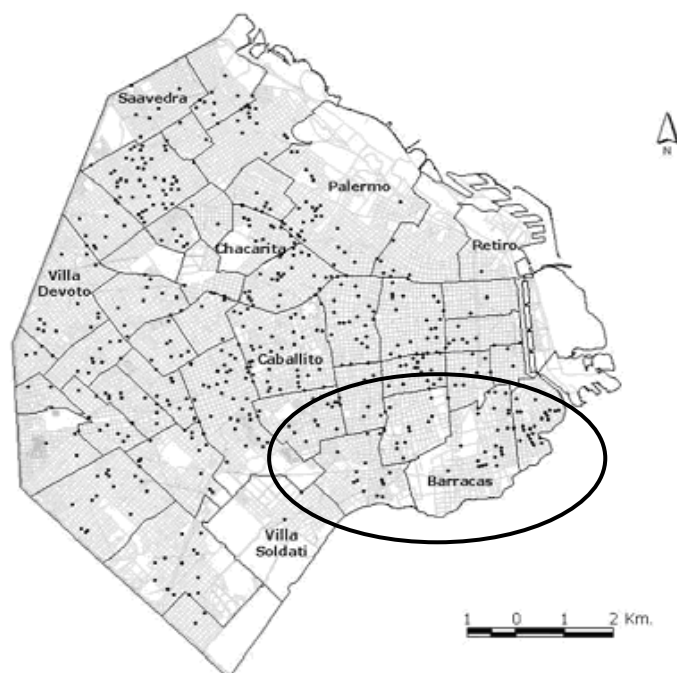 Saavedra
N
Palermo
Chacarita
Retiro
Villa
Devoto
Caballito
Barracas
Villa
Soldati
1 0 1 2 Km.